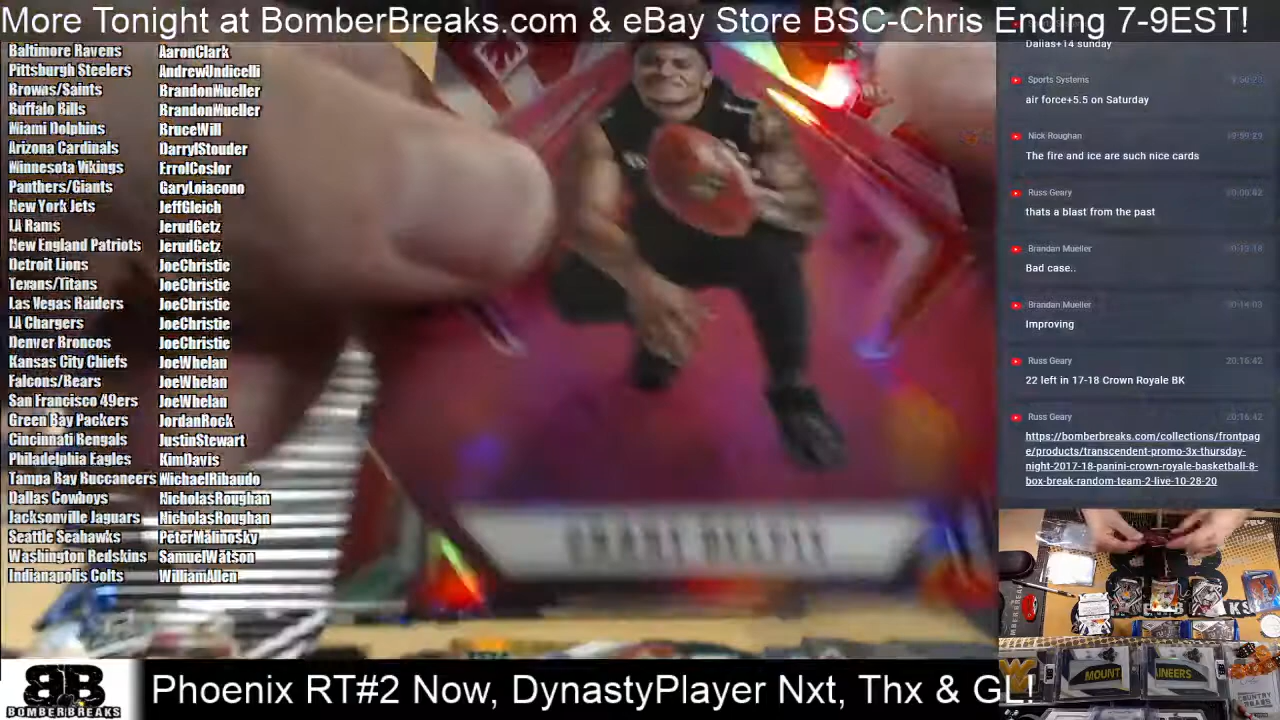 More Tonight at BomberBreaks.com & eBay Store BSC-Chris Ending 7-9EST!
Baltimore Ravens AaronClark
Pittsburgh Steelers AndrewUndicelli
Browns/Saints BrandonMueller
Buffalo Bills BrandonMueller
Miami Dolphins BruceWill
Arizona Cardinals DarrylStouder
Minnesota Vikings ErrolCoslor
Panthers/Giants GaryLoiacono
New York Jets JeffGleich
LA Rams JerudGetz
New England Patriots JerudGetz
Detroit Lions JoeChristie
Texans/Titans JoeChristie
Las Vegas Raiders JoeChristie
LA Chargers JoeChristie
Denver Broncos JoeChristie
Kansas City Chiefs JoeWhelan
Falcons/Bears JoeWhelan
San Francisco 49ers JoeWhelan
Green Bay Packers JordanRock
Cincinnati Bengals JustinStewart
Philadelphia Eagles KimDavis
Tampa Bay Buccaneers MichaelRibaudo
Dallas Cowboys NicholasRoughan
Jacksonville Jaguars NicholasRoughan
Seattle Seahawks PeterMalinosky
Washington Redskins SamuelWatson
Indianapolis Colts WilliamAllen
Dallas+14 sunday
Sports Systems
air force+5.5 on Saturday
Nick Roughan
The fire and ice are such nice cards
Russ Geary
thats a blast from the past
Brandan Mueller
Bad case..
Brandan Mueller
Improving
Russ Geary 20:16:42
22 left in 17-18 Crown Royale BK
Russ Geary 20:16:42
https://bomberbreaks.com/collections/frontpag
e/products/transcendent-promo-3x-thursday-
night-2017-18-panini-crown-royale-basketball-8-
box-break-random-team-2-live-10-28-20
MOUNT AINEERS
BB
BOMBERBREAKS
Phoenix RT#2 Now, DynastyPlayer Nxt, Thx & GL!